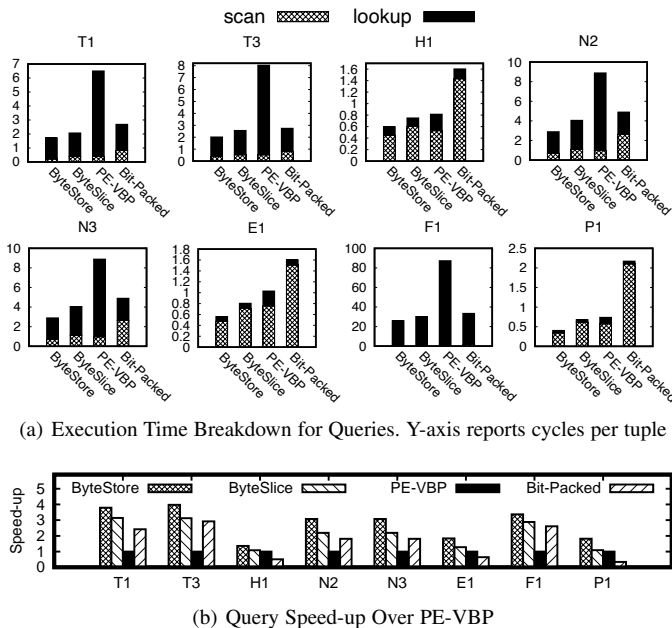 scan lookup
T1 T3 H1 N2
7 6 5 4 3 2 1 0
8 7 6 5 4 3 2 1 0
1.6 1.4 1.2 1 0.8 0.6 0.4 0.2 0
10 8 6 4 2 0
ByteStore ByteSlice PE-VBP Bit-Packed
ByteStore ByteSlice PE-VBP Bit-Packed
ByteStore ByteSlice PE-VBP Bit-Packed
ByteStore ByteSlice PE-VBP Bit-Packed
N3 E1 F1 P1
10 8 6 4 2 0
1.8 1.6 1.4 1.2 1 0.8 0.6 0.4 0.2 0
100 80 60 40 20 0
2.5 2 1.5 1 0.5 0
ByteStore ByteSlice PE-VBP Bit-Packed
ByteStore ByteSlice PE-VBP Bit-Packed
ByteStore ByteSlice PE-VBP Bit-Packed
ByteStore ByteSlice PE-VBP Bit-Packed
(a) Execution Time Breakdown for Queries. Y-axis reports cycles per tuple
Speed-up
5 4 3 2 1 0
ByteStore ByteSlice PE-VBP Bit-Packed
T1 T3 H1 N2 N3 E1 F1 P1
(b) Query Speed-up Over PE-VBP